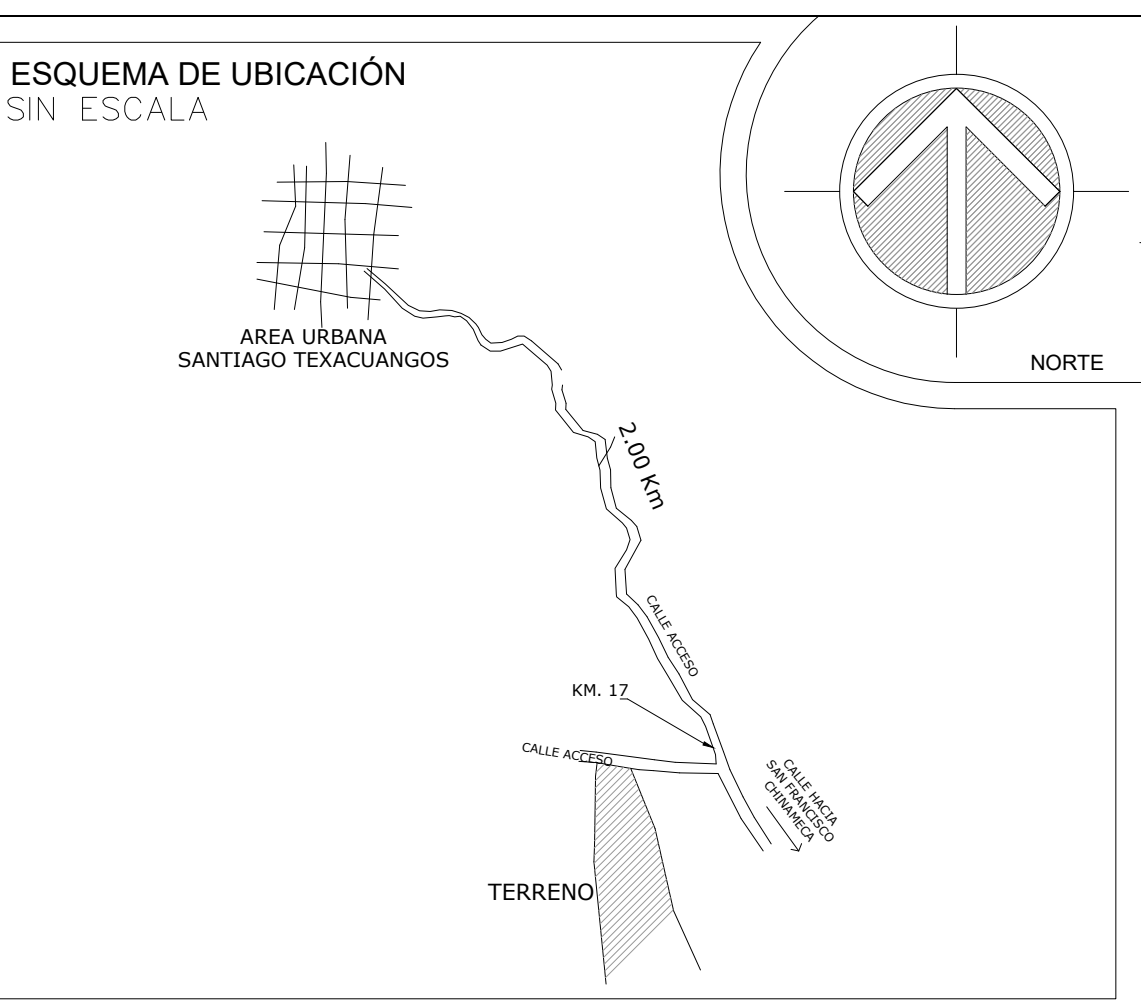 ESQUEMA DE UBICACIÓN
SIN ESCALA
NORTE
AREA URBANA
SANTIAGO TEXACUANGOS
2.00 Km
CALLE ACCESO
KM. 17
CALLE ACCESO
CALLE HACIA
SAN FRANCISCO
CHINAMECA
TERRENO